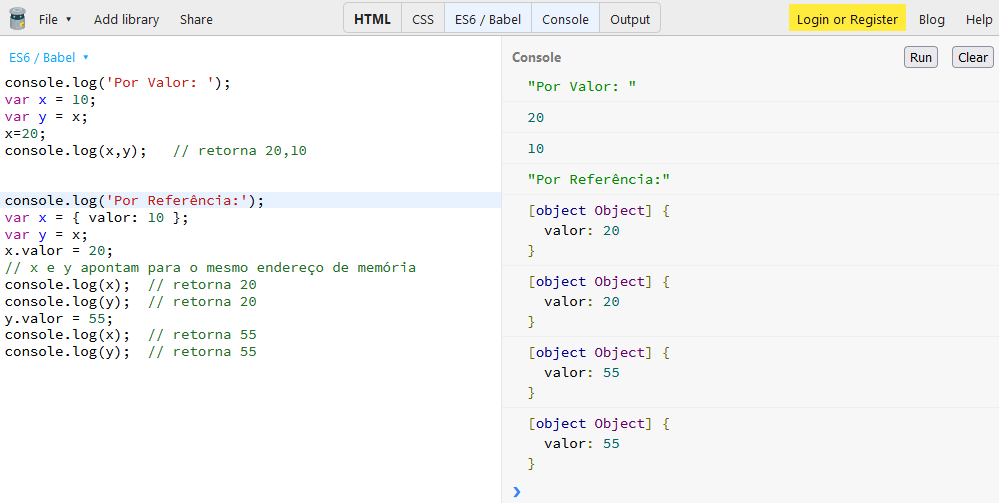 File ▾ Add library Share HTML CSS ES6 / Babel Console Output Login or Register Blog Help
ES6 / Babel ▾
console.log('Por Valor: ');
var x = 10;
var y = x;
x=20;
console.log(x,y);   // retorna 20,10
console.log('Por Referência:');
var x = { valor: 10 };
var y = x;
x.valor = 20;
// x e y apontam para o mesmo endereço de memória
console.log(x);  // retorna 20
console.log(y);  // retorna 20
y.valor = 55;
console.log(x);  // retorna 55
console.log(y);  // retorna 55
Console Run Clear
"Por Valor: "
20
10
"Por Referência:"
[object Object] {
  valor: 20
}
[object Object] {
  valor: 20
}
[object Object] {
  valor: 55
}
[object Object] {
  valor: 55
}
❯